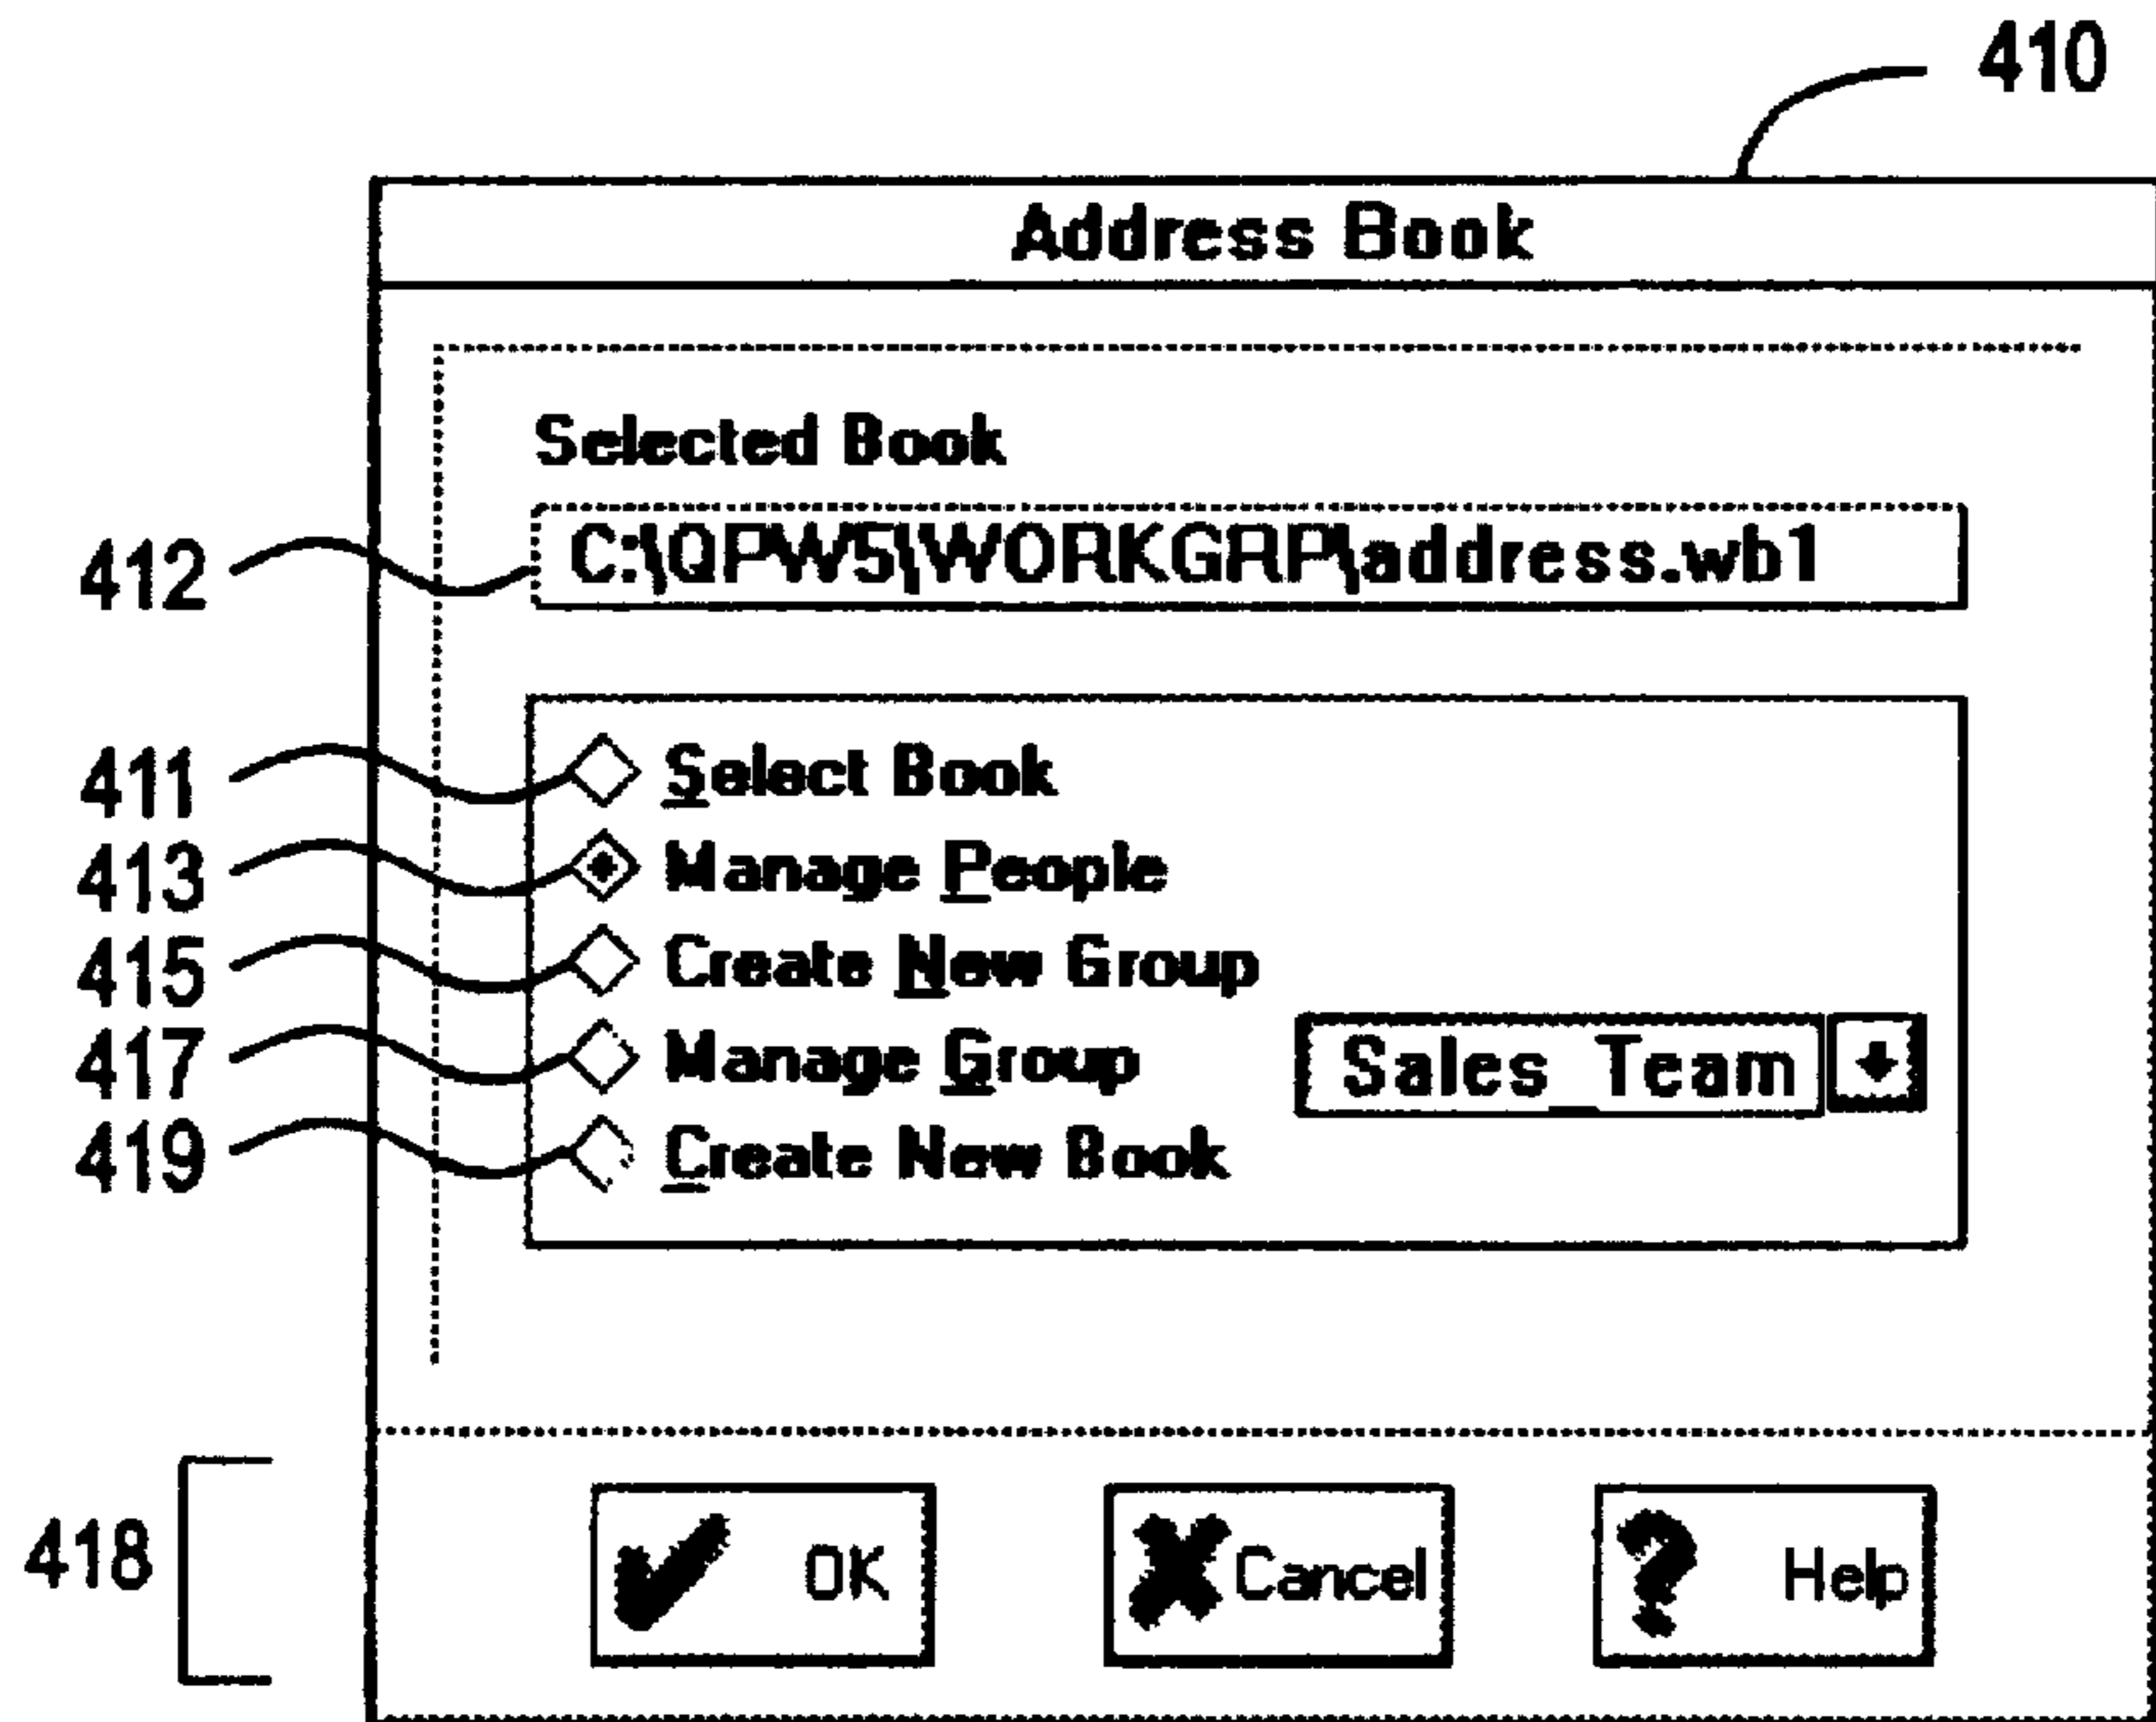 410
Address Book
Selected Book
412 C:\QPW5\WORKGRP\address.wb1
411 Select Book
413 Manage People
415 Create New Group
417 Manage Group Sales_Team
419 Create New Book
418 OK Cancel Help